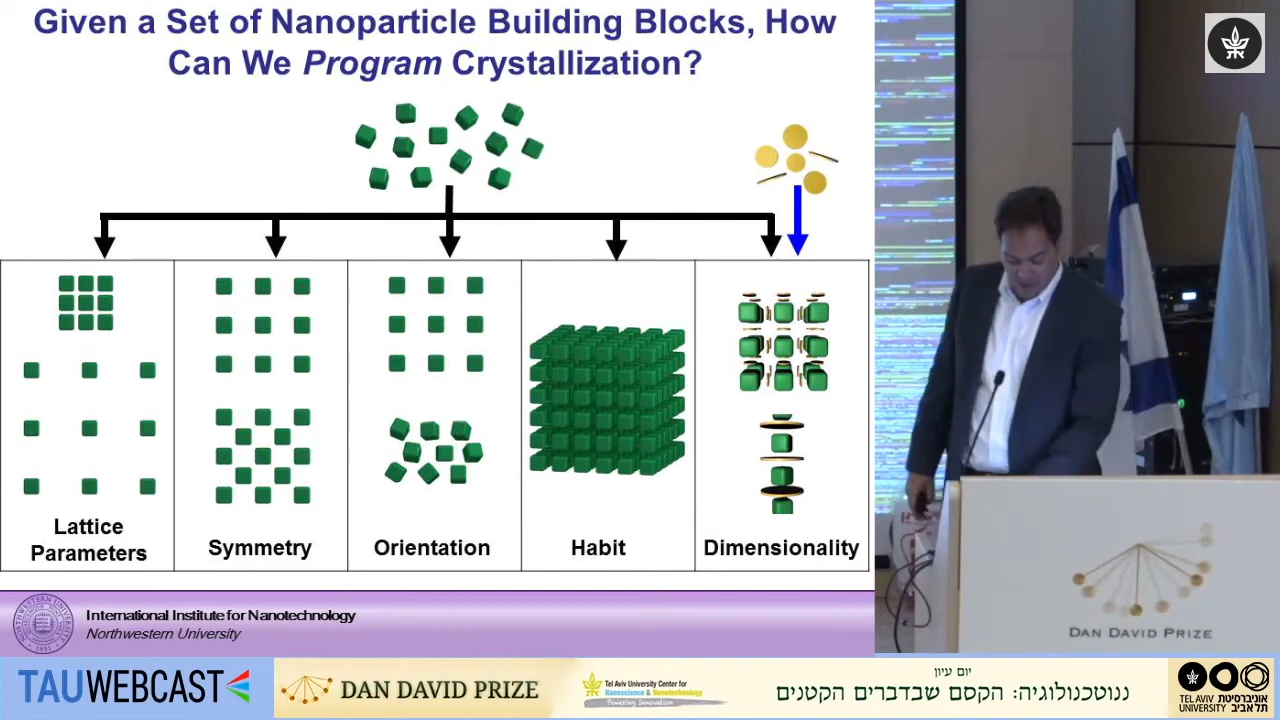 Given a Set of Nanoparticle Building Blocks, How
Can We Program Crystallization?
Lattice
Parameters
Symmetry
Orientation
Habit
Dimensionality
International Institute for Nanotechnology
Northwestern University
DAN DAVID PRIZE
TAUWEBCAST
DAN DAVID PRIZE
Tel Aviv University Center for
Nanoscience & Nanotechnology
Powering Innovation
יום עיון
ננוטכנולוגיה: הקסם שבדברים הקטנים
TEL AVIV UNIVERSITY
אוניברסיטת תל אביב